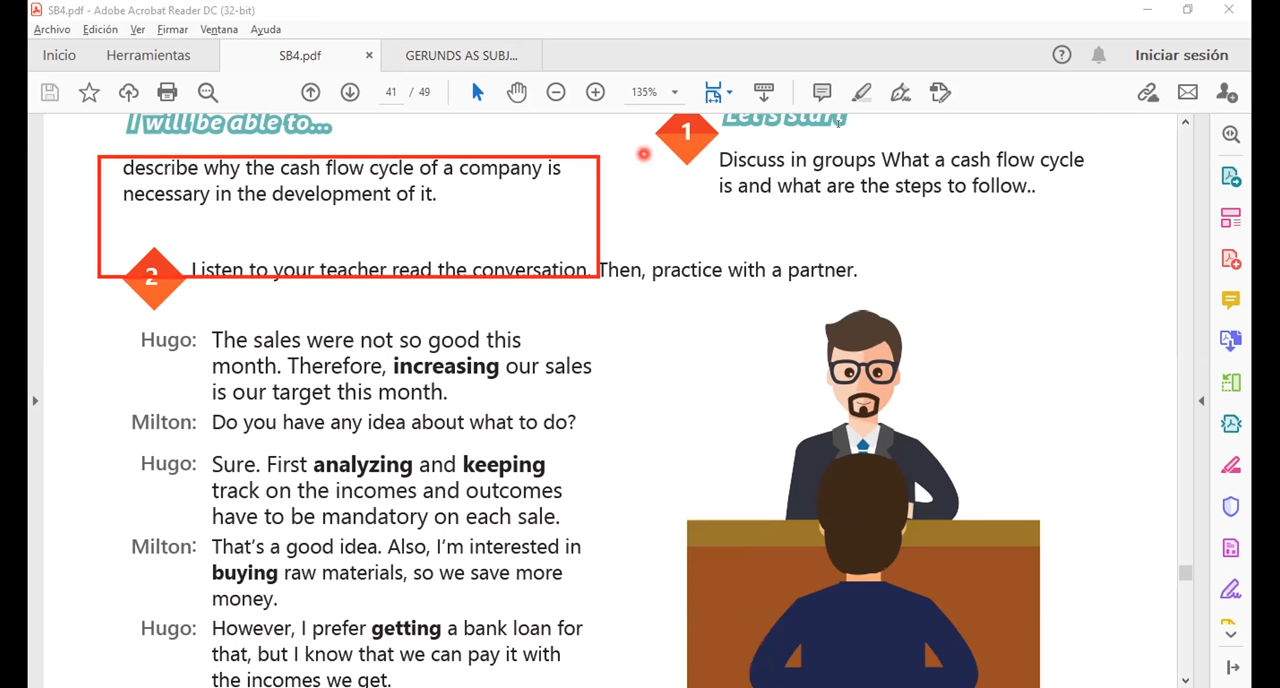 SB4.pdf - Adobe Acrobat Reader DC (32-bit)
Archivo Edición Ver Firmar Ventana Ayuda
Inicio Herramientas SB4.pdf × GERUNDS AS SUBJ... ? Iniciar sesión
41 / 49 135%
I will be able to...
describe why the cash flow cycle of a company is
necessary in the development of it.
1 Let's start
Discuss in groups What a cash flow cycle
is and what are the steps to follow..
2 Listen to your teacher read the conversation. Then, practice with a partner.
Hugo: The sales were not so good this
month. Therefore, increasing our sales
is our target this month.
Milton: Do you have any idea about what to do?
Hugo: Sure. First analyzing and keeping
track on the incomes and outcomes
have to be mandatory on each sale.
Milton: That's a good idea. Also, I'm interested in
buying raw materials, so we save more
money.
Hugo: However, I prefer getting a bank loan for
that, but I know that we can pay it with
the incomes we get.